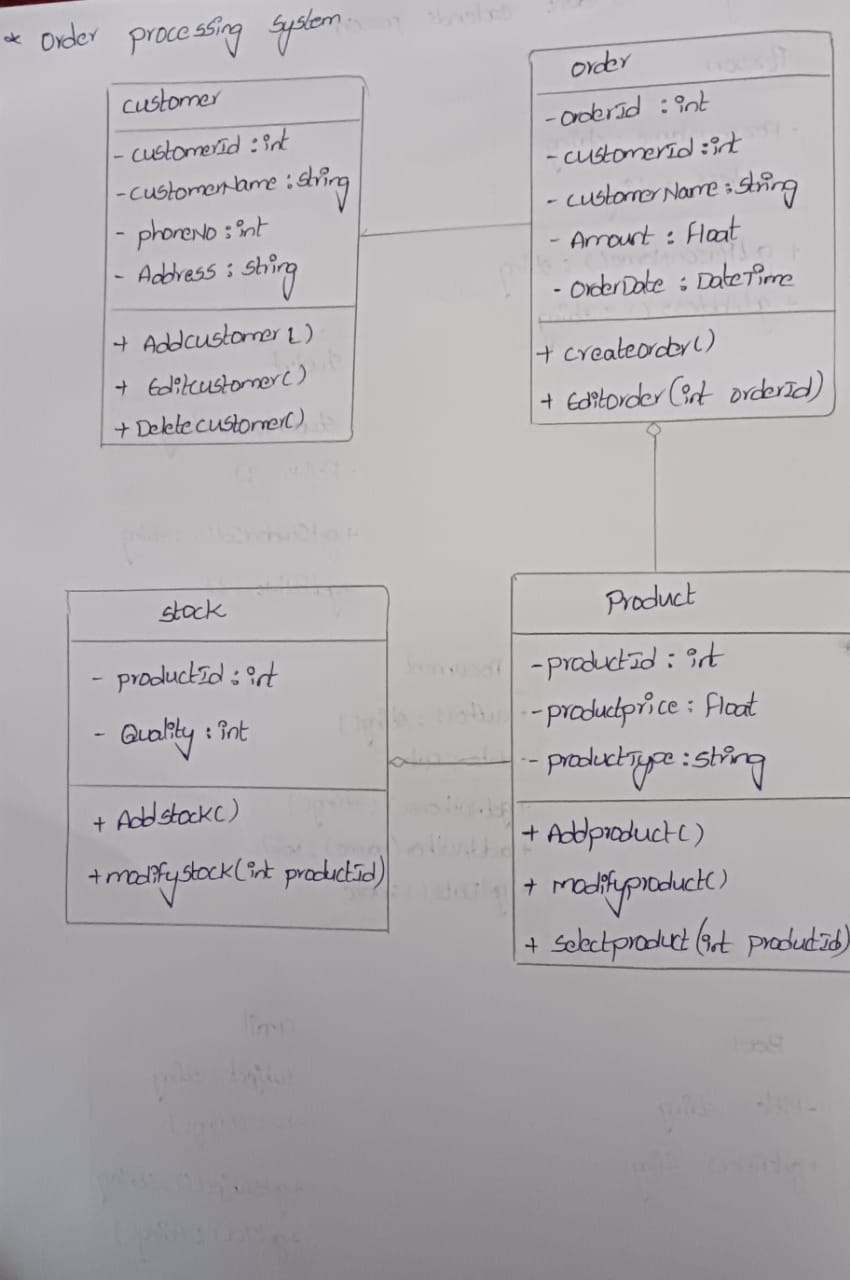 * Order processing System
customer
- customerId : int
- customerName : String
- phoneNo : int
- Address : String
+ Addcustomer()
+ Editcustomer()
+ Deletecustomer()
order
- orderId : int
- customerId : int
- customerName : String
- Amount : Float
- OrderDate : DateTime
+ createorder()
+ Editorder(int orderId)
stock
- productId : int
- Quality : int
+ Addstock()
+ modifystock(int productId)
Product
- productId : int
- productprice : Float
- productType : String
+ Addproduct()
+ modifyproduct()
+ selectproduct(int productId)